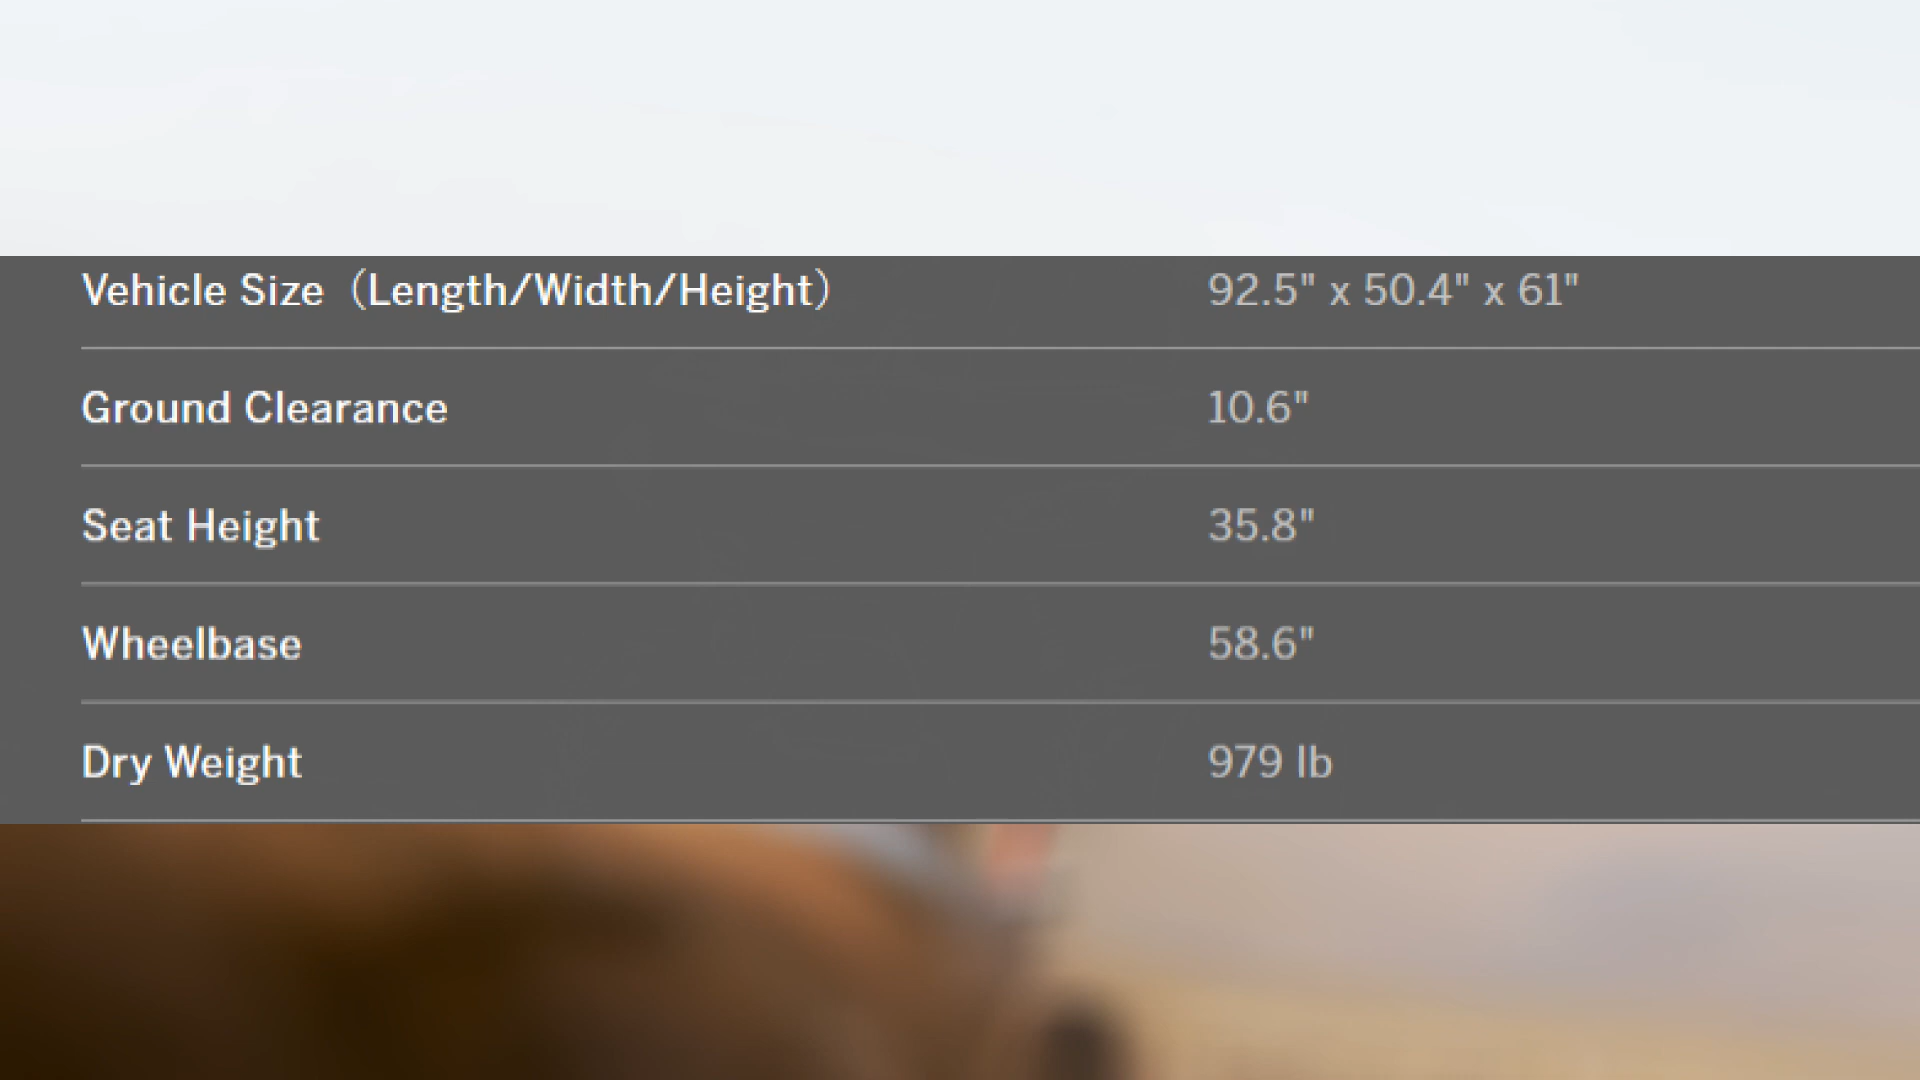 Vehicle Size（Length/Width/Height） 92.5" x 50.4" x 61"
Ground Clearance 10.6"
Seat Height 35.8"
Wheelbase 58.6"
Dry Weight 979 lb